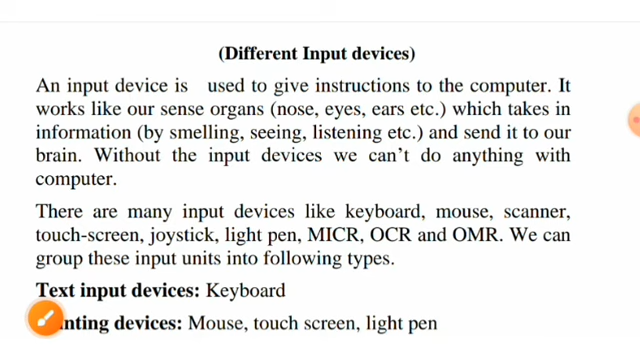 (Different Input devices)
An input device is used to give instructions to the computer. It
works like our sense organs (nose, eyes, ears etc.) which takes in
information (by smelling, seeing, listening etc.) and send it to our
brain. Without the input devices we can't do anything with
computer.
There are many input devices like keyboard, mouse, scanner,
touch-screen, joystick, light pen, MICR, OCR and OMR. We can
group these input units into following types.
Text input devices: Keyboard
nting devices: Mouse, touch screen, light pen